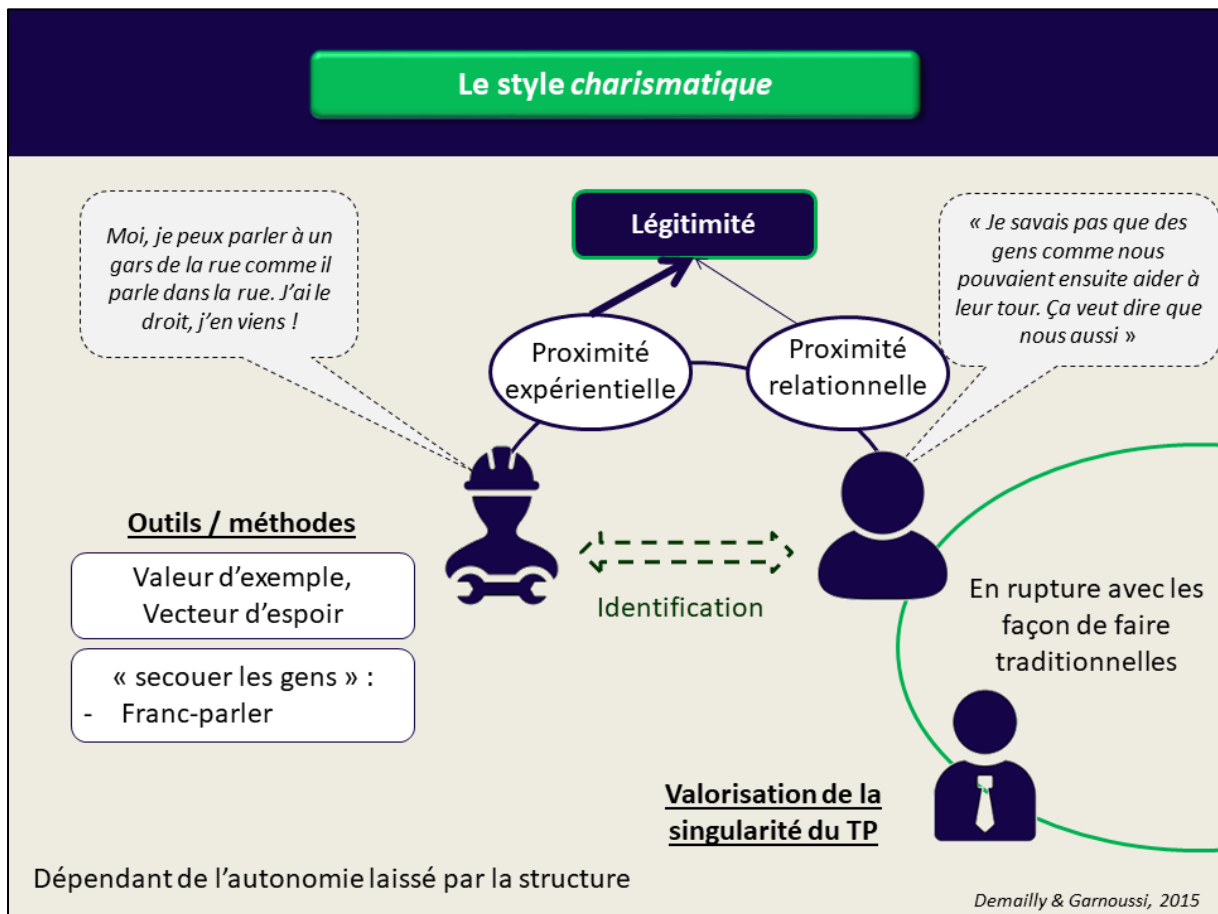 Le style charismatique
Moi, je peux parler à un
gars de la rue comme il
parle dans la rue. J’ai le
droit, j’en viens !
Légitimité
« Je savais pas que des
gens comme nous
pouvaient ensuite aider à
leur tour. Ça veut dire que
nous aussi »
Proximité
expérientielle
Proximité
relationnelle
Outils / méthodes
Valeur d’exemple,
Vecteur d’espoir
« secouer les gens » :
- Franc-parler
Identification
En rupture avec les
façon de faire
traditionnelles
Valorisation de la
singularité du TP
Dépendant de l’autonomie laissé par la structure
Demailly & Garnoussi, 2015